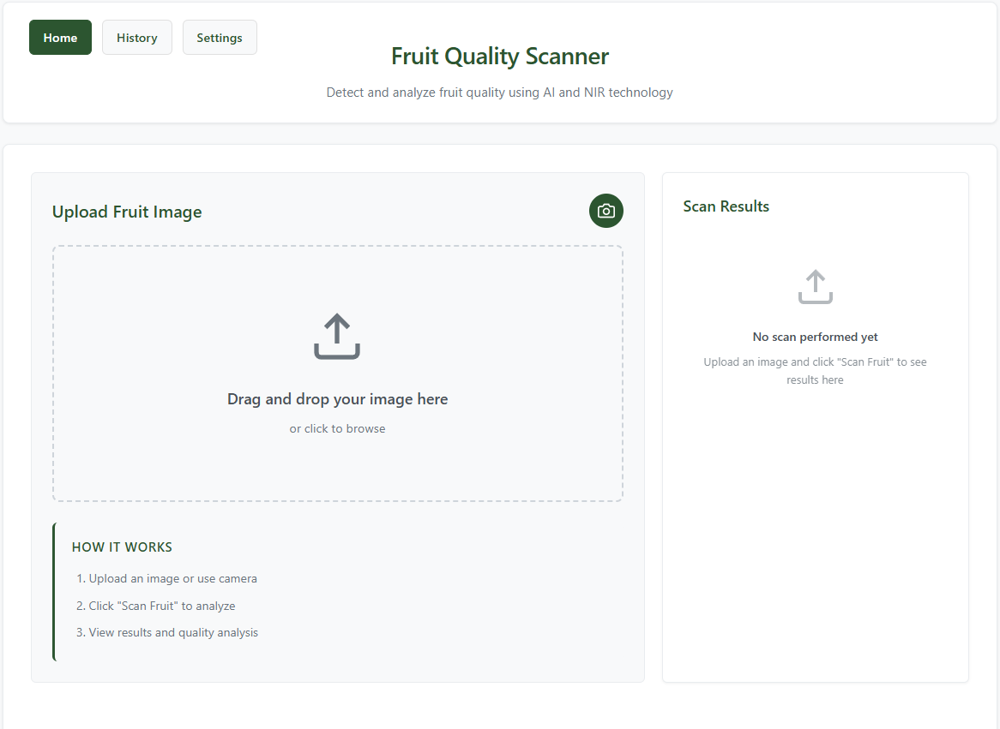 Home
History
Settings
Fruit Quality Scanner
Detect and analyze fruit quality using AI and NIR technology
Upload Fruit Image
Drag and drop your image here
or click to browse
HOW IT WORKS
1. Upload an image or use camera
2. Click "Scan Fruit" to analyze
3. View results and quality analysis
Scan Results
No scan performed yet
Upload an image and click "Scan Fruit" to see
results here